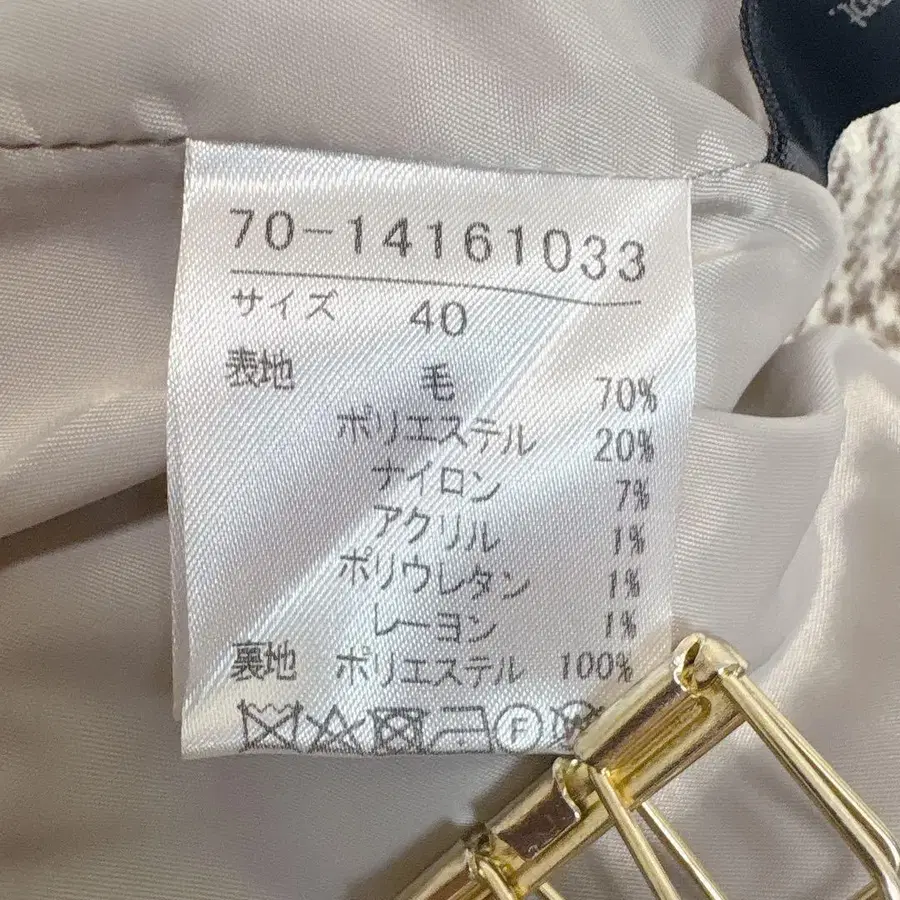 70-14161033
サイズ 40
表地 毛 70%
ポリエステル 20%
ナイロン 7%
アクリル 1%
ポリウレタン 1%
レーヨン 1%
裏地 ポリエステル 100%
F